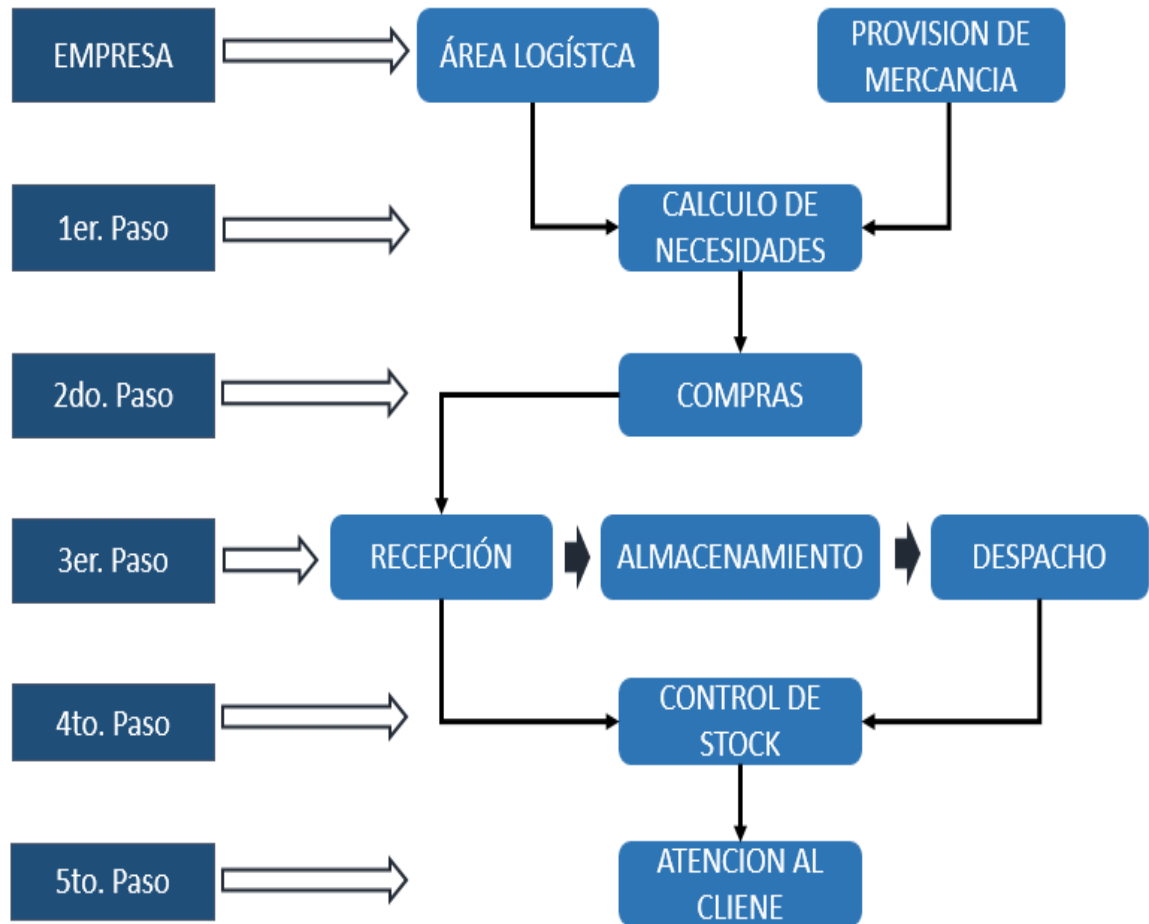 EMPRESA
ÁREA LOGÍSTCA
PROVISION DE
MERCANCIA
1er. Paso
CALCULO DE
NECESIDADES
2do. Paso
COMPRAS
3er. Paso
RECEPCIÓN
ALMACENAMIENTO
DESPACHO
4to. Paso
CONTROL DE
STOCK
5to. Paso
ATENCION AL
CLIENE